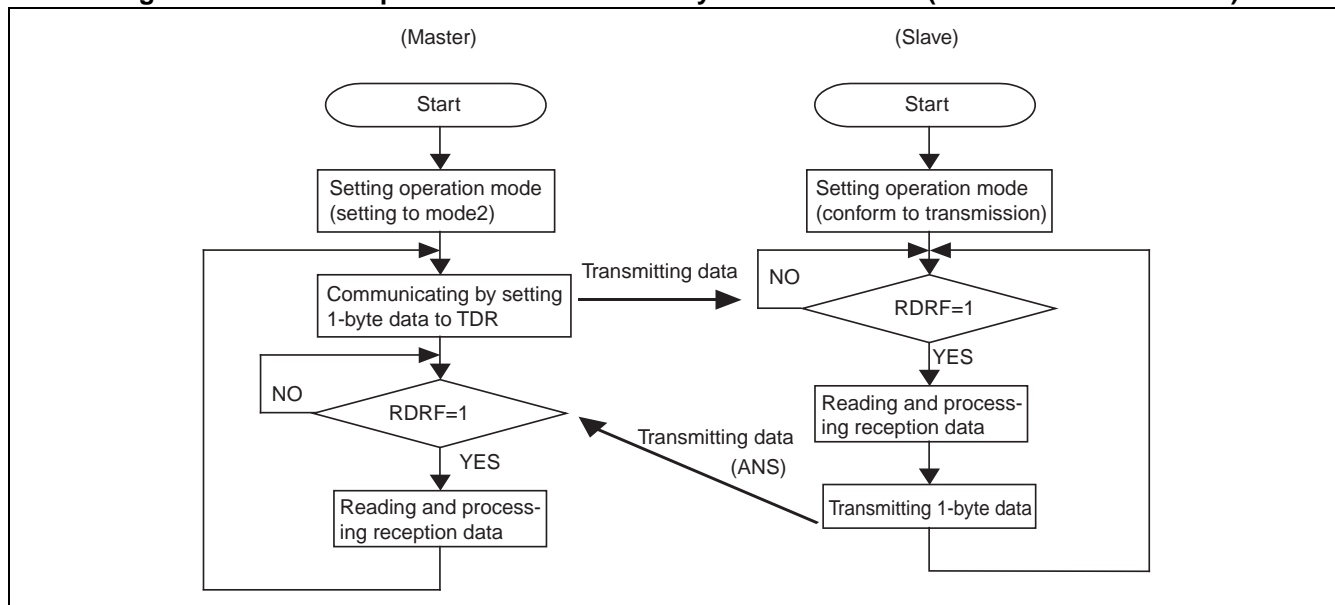 (Master)
Start
Setting operation mode
(setting to mode2)
Communicating by setting
1-byte data to TDR
NO
RDRF=1
YES
Reading and process-
ing reception data
Transmitting data
Transmitting data
(ANS)
(Slave)
Start
Setting operation mode
(conform to transmission)
NO
RDRF=1
YES
Reading and process-
ing reception data
Transmitting 1-byte data